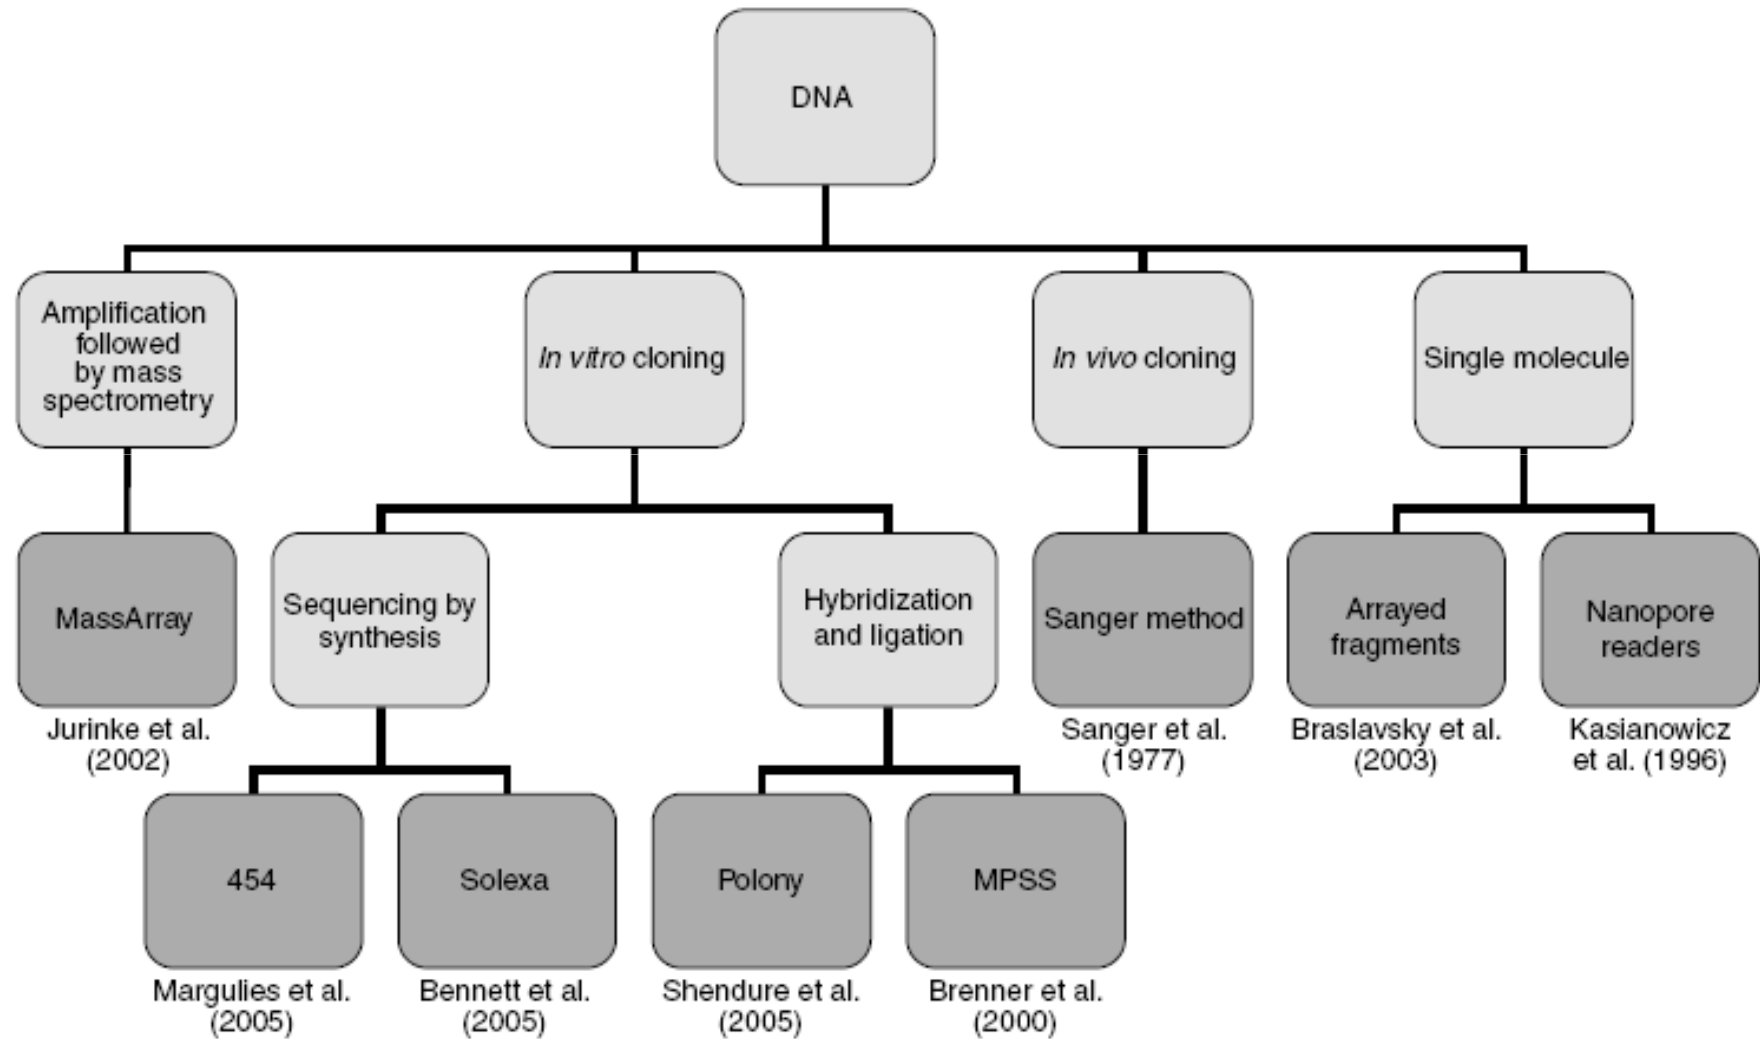 DNA
Amplification
followed
by mass
spectrometry
In vitro cloning
In vivo cloning
Single molecule
MassArray
Jurinke et al.
(2002)
Sequencing by
synthesis
Hybridization
and ligation
Sanger method
Sanger et al.
(1977)
Arrayed
fragments
Braslavsky et al.
(2003)
Nanopore
readers
Kasianowicz
et al. (1996)
454
Margulies et al.
(2005)
Solexa
Bennett et al.
(2005)
Polony
Shendure et al.
(2005)
MPSS
Brenner et al.
(2000)